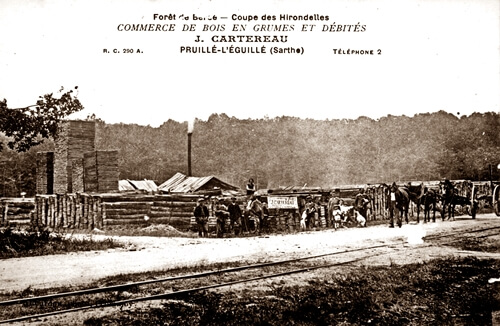 Forêt de Bercé — Coupe des Hirondelles
COMMERCE DE BOIS EN GRUMES ET DÉBITÉS
J. CARTEREAU
R. C. 290 A. PRUILLÉ-L'ÉGUILLÉ (Sarthe) TÉLÉPHONE 2